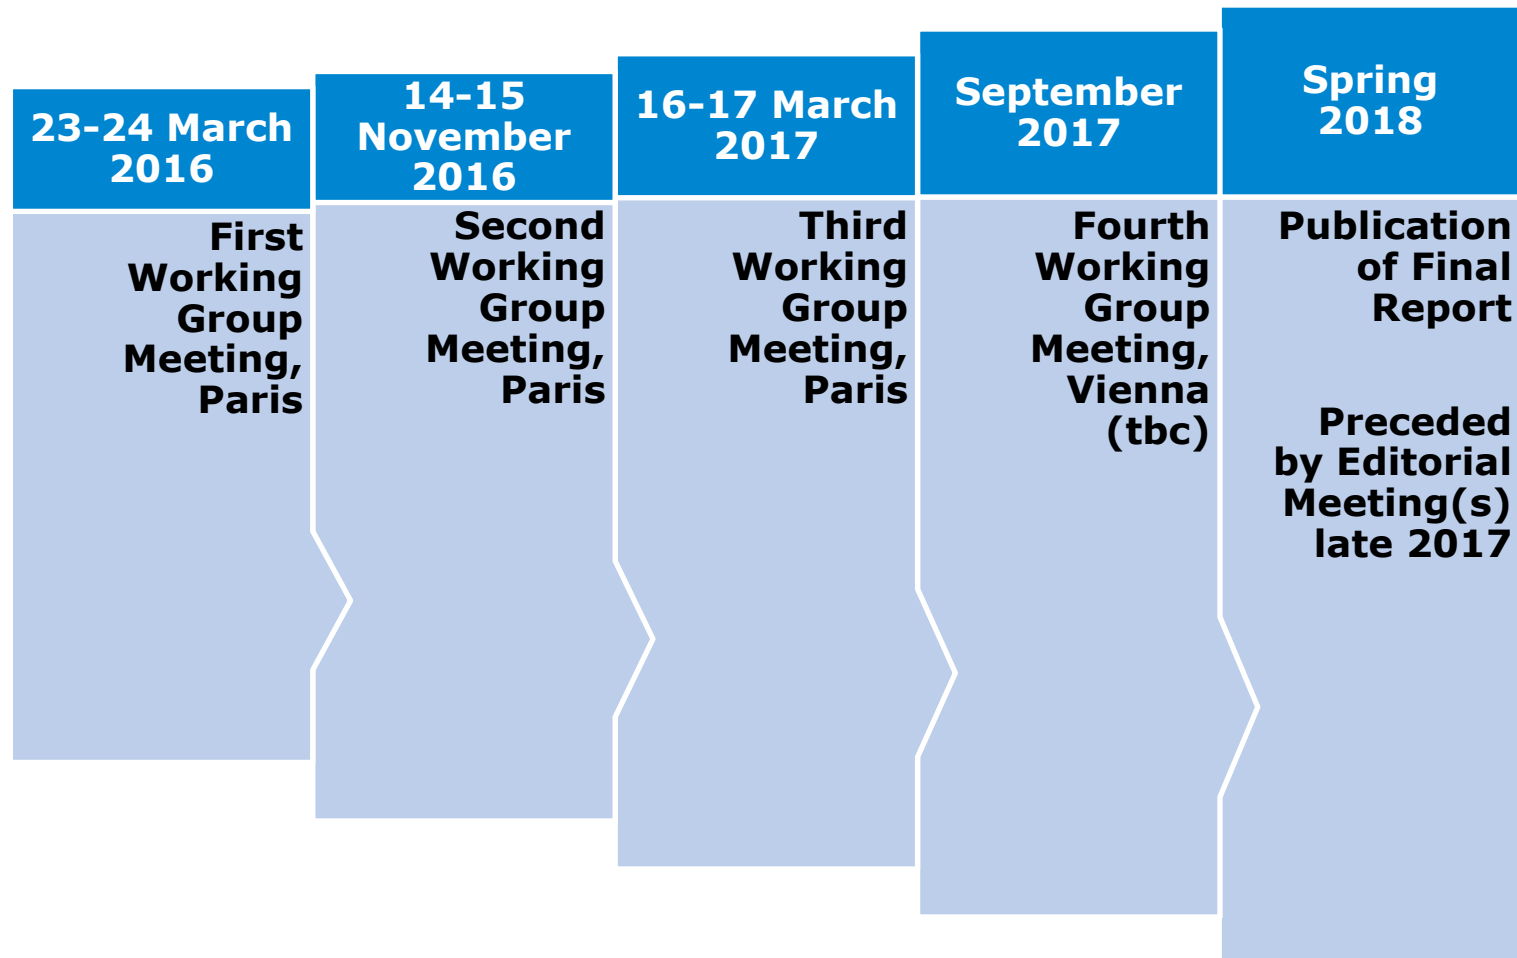 23-24 March
2016
First
Working
Group
Meeting,
Paris
14-15
November
2016
Second
Working
Group
Meeting,
Paris
16-17 March
2017
Third
Working
Group
Meeting,
Paris
September
2017
Fourth
Working
Group
Meeting,
Vienna
(tbc)
Spring
2018
Publication
of Final
Report
Preceded
by Editorial
Meeting(s)
late 2017